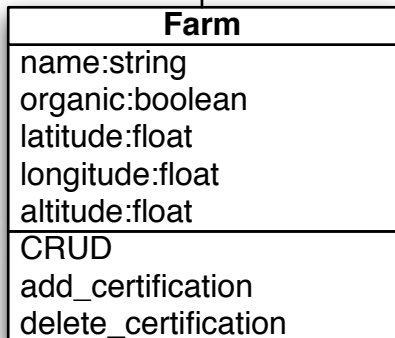 Farm
name:string
organic:boolean
latitude:float
longitude:float
altitude:float
CRUD
add_certification
delete_certification